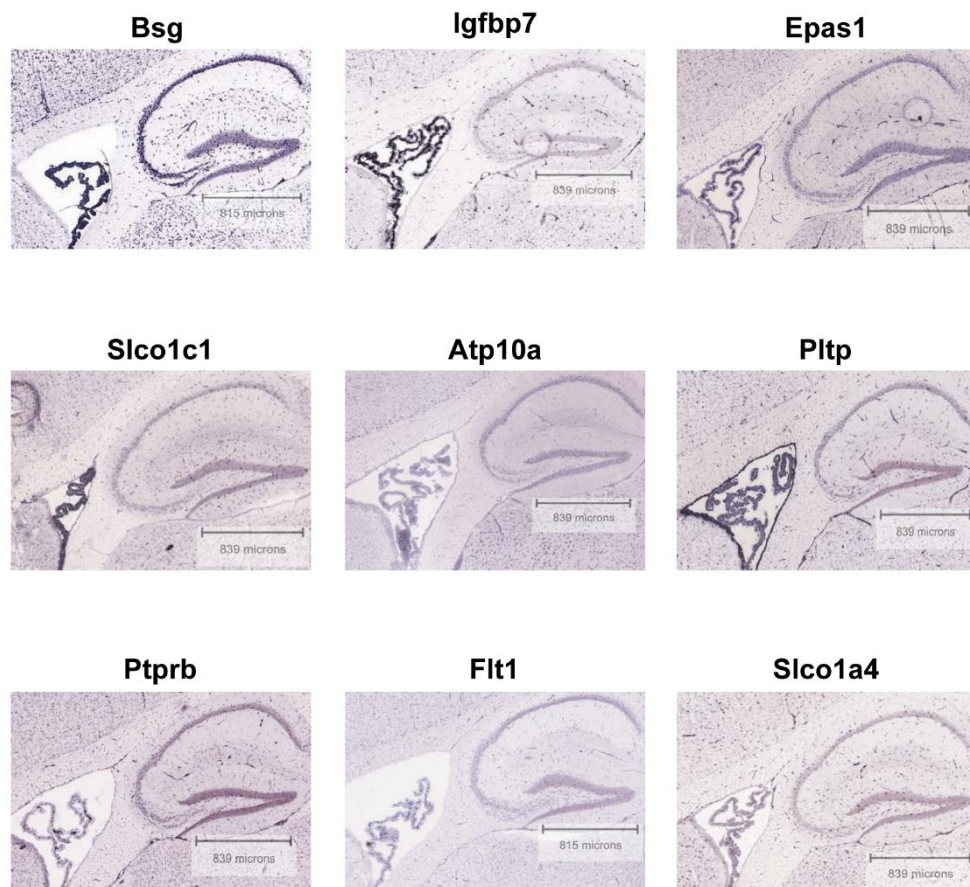 Bsg
Igfbp7
Epas1
815 microns
839 microns
839 microns
Slco1c1
Atp10a
Pltp
839 microns
839 microns
839 microns
Ptprb
Flt1
Slco1a4
839 microns
815 microns
839 microns